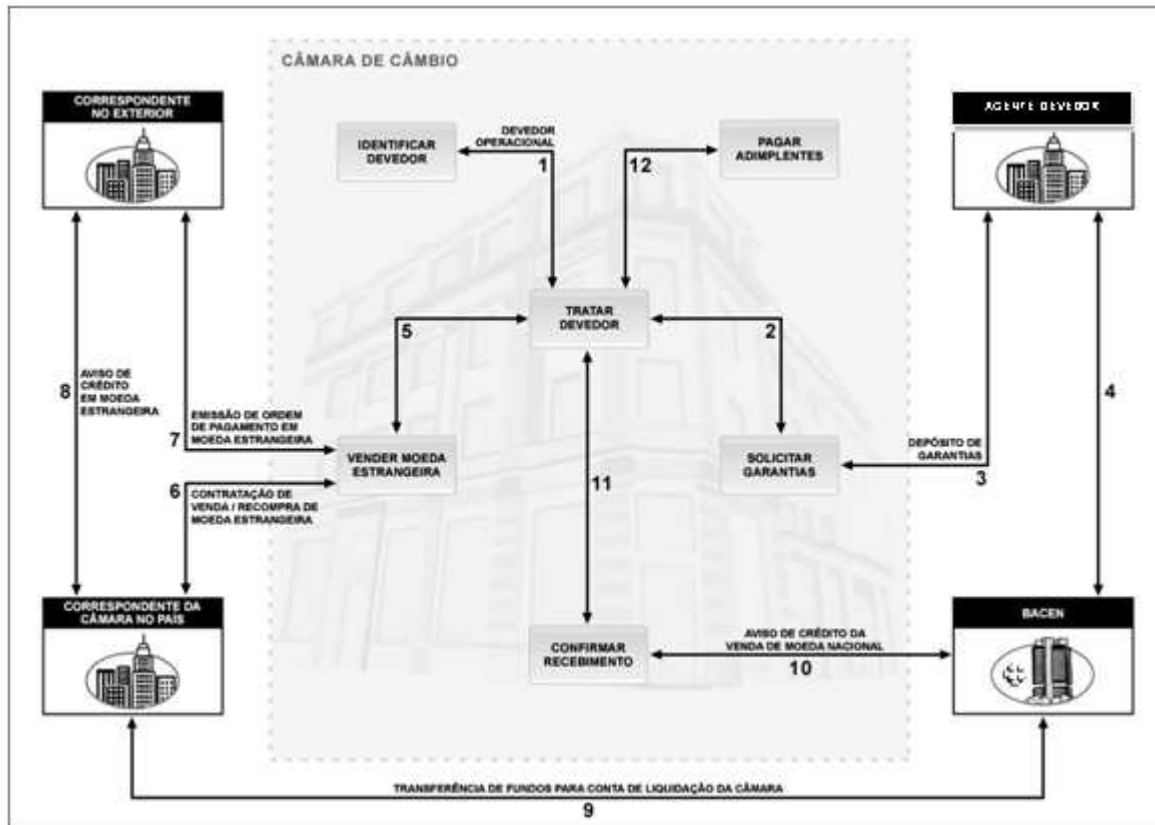 CÂMARA DE CÂMBIO
CORRESPONDENTE
NO EXTERIOR
AGENTE DEVEDOR
IDENTIFICAR
DEVEDOR
DEVEDOR
OPERACIONAL
1
12
PAGAR
ADIMPLENTES
TRATAR
DEVEDOR
5
2
8
AVISO DE
CRÉDITO
EM MOEDA
ESTRANGEIRA
4
7
EMISSÃO DE ORDEM
DE PAGAMENTO EM
MOEDA ESTRANGEIRA
VENDER MOEDA
ESTRANGEIRA
SOLICITAR
GARANTIAS
DEPÓSITO DE
GARANTIAS
3
6
CONTRATAÇÃO DE
VENDA / RECOMPRA DE
MOEDA ESTRANGEIRA
11
CORRESPONDENTE DA
CÂMARA NO PAÍS
CONFIRMAR
RECEBIMENTO
AVISO DE CRÉDITO DA
VENDA DE MOEDA NACIONAL
10
BACEN
TRANSFERÊNCIA DE FUNDOS PARA CONTA DE LIQUIDAÇÃO DA CÂMARA
9